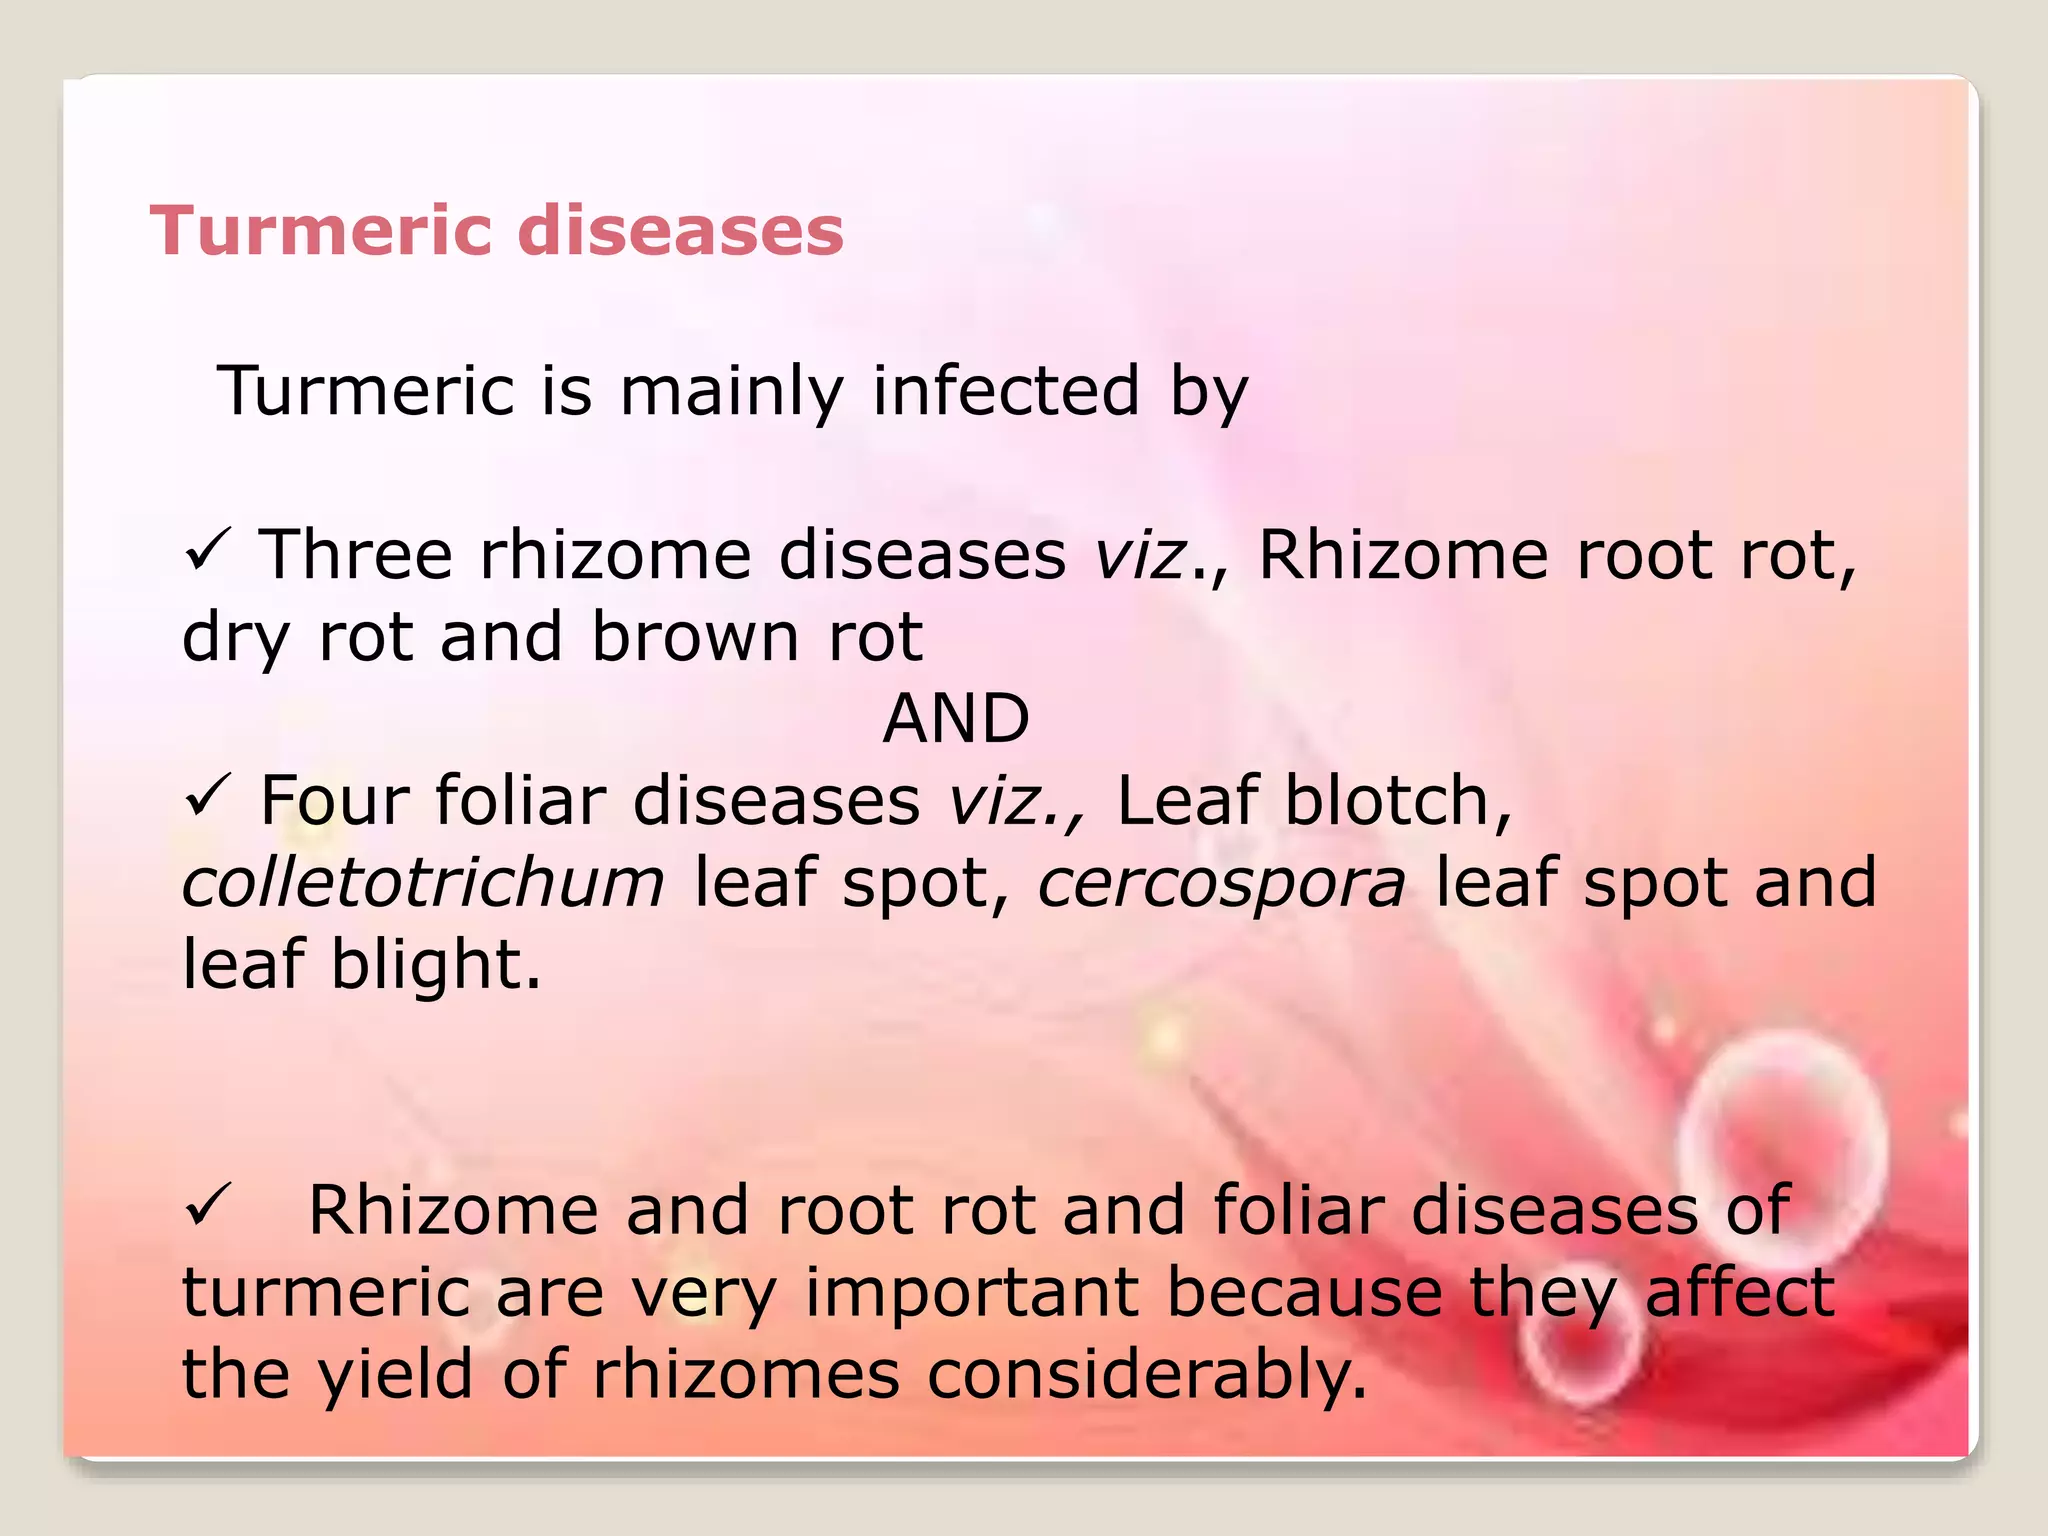 Turmeric diseases
Turmeric is mainly infected by
✓ Three rhizome diseases viz., Rhizome root rot,
dry rot and brown rot
AND
✓ Four foliar diseases viz., Leaf blotch,
colletotrichum leaf spot, cercospora leaf spot and
leaf blight.
✓ Rhizome and root rot and foliar diseases of
turmeric are very important because they affect
the yield of rhizomes considerably.